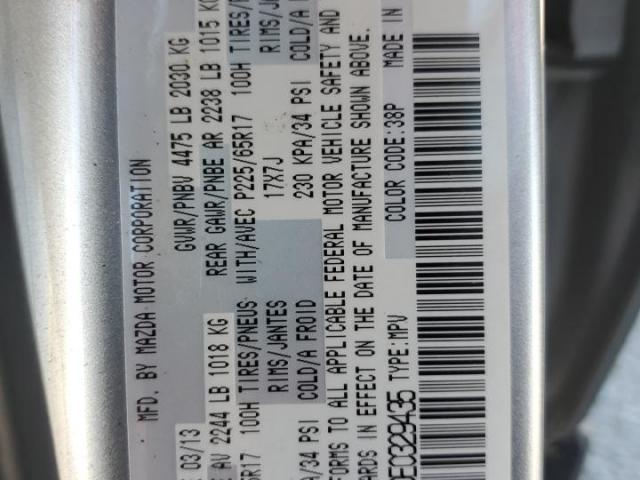 MFD. BY MAZDA MOTOR CORPORATION
03/13 GVWR/PNBV 4475 LB 2030 KG
AV 2244 LB 1018 KG REAR GAWR/PNBE AR 2238 LB 1015 KG
5R17 100H TIRES/PNEUS WITH/AVEC P225/65R17 100H TIRES/
RIMS/JANTES 17X7J RIMS/
/34 PSI COLD/A FROID 230 KPA/34 PSI COLD/A
FORMS TO ALL APPLICABLE FEDERAL MOTOR VEHICLE SAFETY AND
ARDS IN EFFECT ON THE DATE OF MANUFACTURE SHOWN ABOVE.
COLOR CODE:38P MADE IN
E0329435 TYPE:MPV